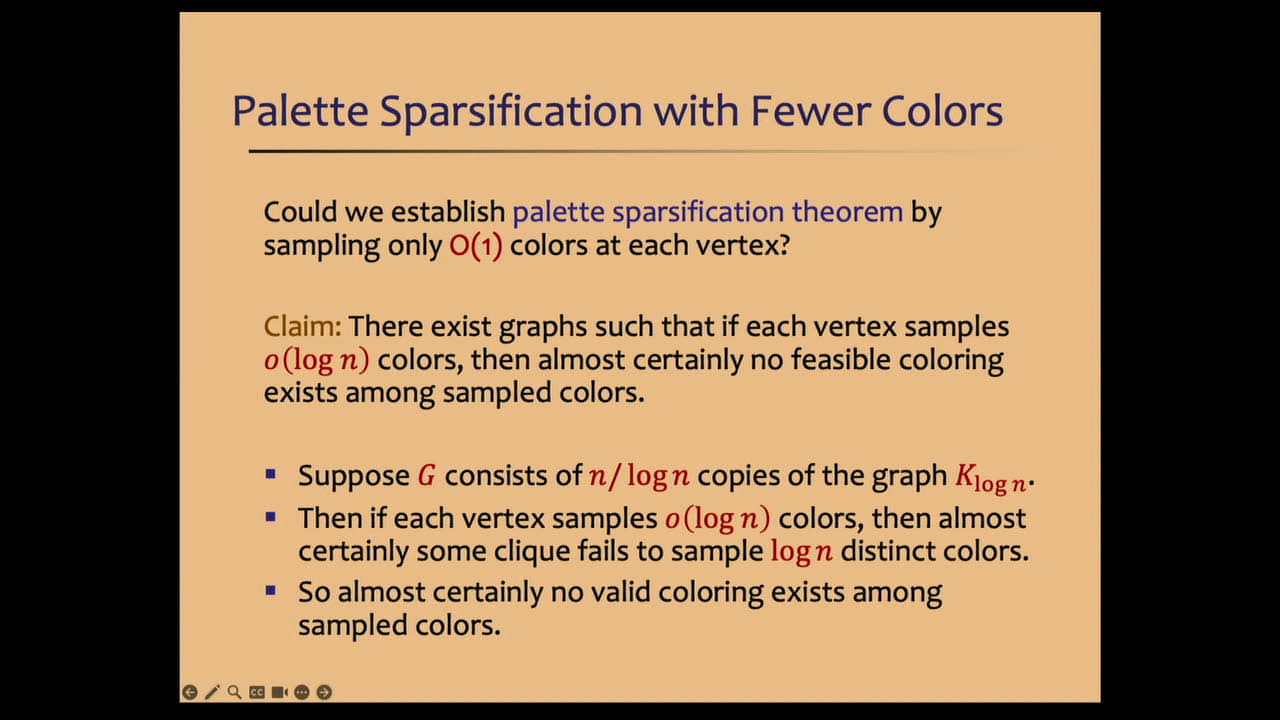 Palette Sparsification with Fewer Colors
Could we establish palette sparsification theorem by
sampling only O(1) colors at each vertex?
Claim: There exist graphs such that if each vertex samples
o(log n) colors, then almost certainly no feasible coloring
exists among sampled colors.
▪ Suppose G consists of n/ log n copies of the graph K_{log n}.
▪ Then if each vertex samples o(log n) colors, then almost
certainly some clique fails to sample log n distinct colors.
▪ So almost certainly no valid coloring exists among
sampled colors.
CC